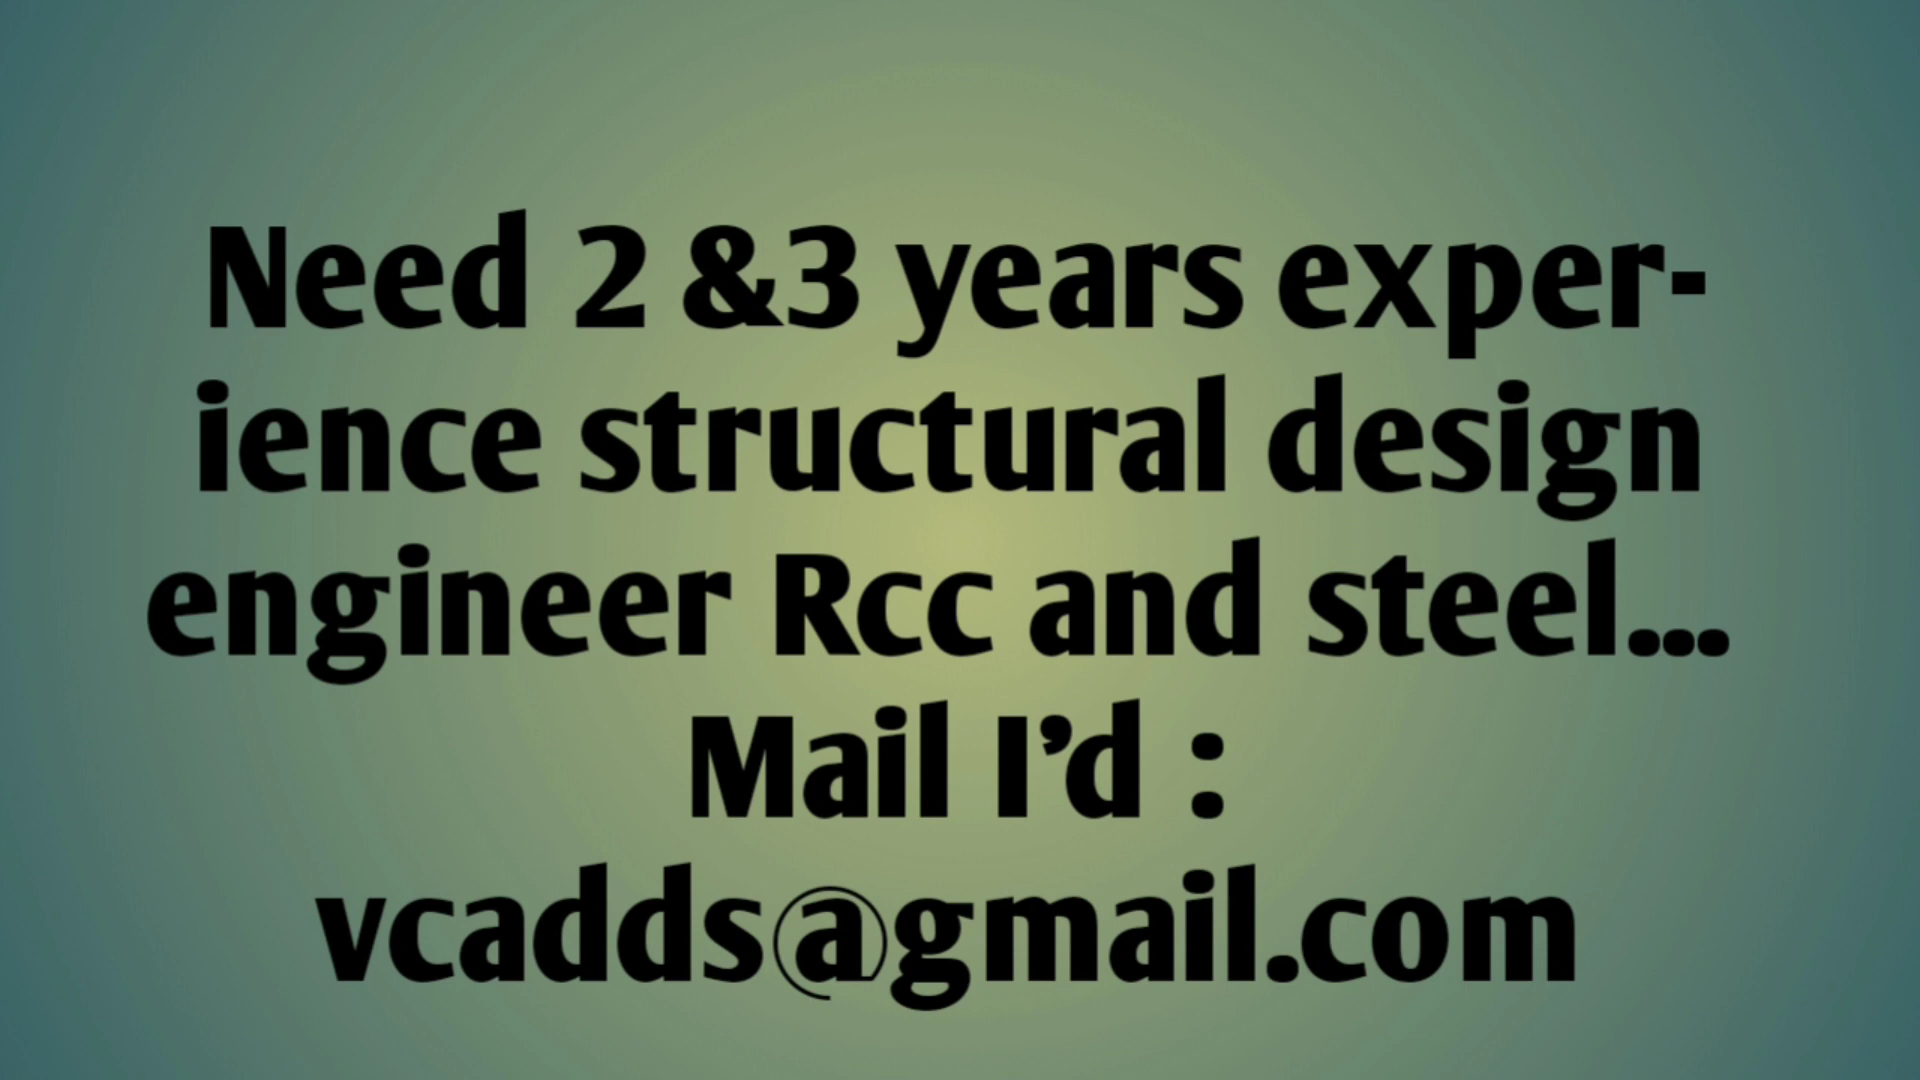 Need 2 &3 years exper-
ience structural design
engineer Rcc and steel...
Mail I’d :
vcadds@gmail.com